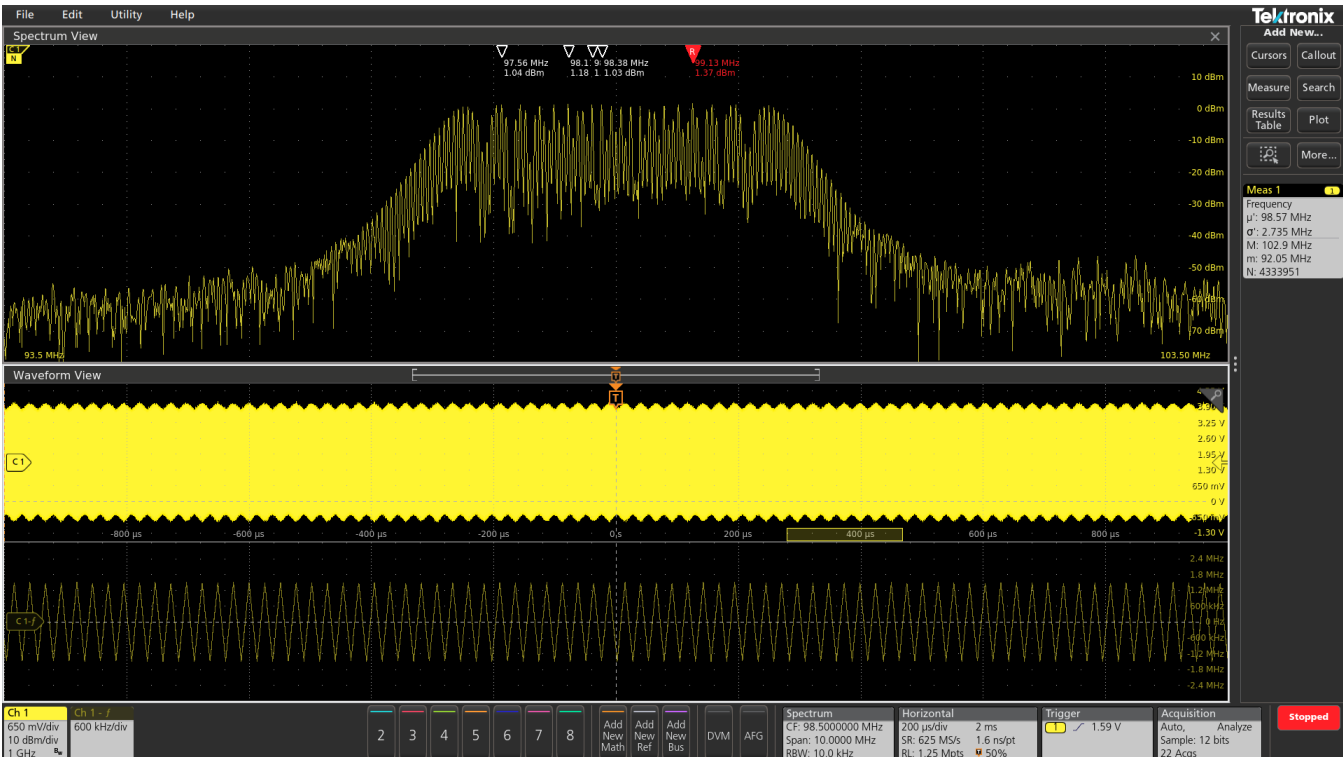 File Edit Utility Help
Tektronix
Add New...
Spectrum View
C 1
N
R
97.56 MHz 98.38 MHz 99.13 MHz
1.04 dBm 1.18 1.03 dBm 1.37 dBm
10 dBm
0 dBm
-10 dBm
-20 dBm
-30 dBm
-40 dBm
-50 dBm
-60 dBm
-70 dBm
93.5 MHz 103.50 MHz
Cursors Callout
Measure Search
Results Table Plot
More...
Meas 1 1
Frequency
µ': 98.57 MHz
σ': 2.735 MHz
M: 102.9 MHz
m: 92.05 MHz
N: 4333951
Waveform View
T
T
C 1
3.25 V
2.60 V
1.95 V
1.30 V
650 mV
0 V
-650 mV
-1.30 V
-800 µs -600 µs -400 µs -200 µs 0 s 200 µs 400 µs 600 µs 800 µs
C 1-f
2.4 MHz
1.8 MHz
1.2 MHz
600 kHz
0 Hz
-600 kHz
-1.2 MHz
-1.8 MHz
-2.4 MHz
Ch 1
650 mV/div
10 dBm/div
1 GHz
Ch 1 - f
600 kHz/div
2 3 4 5 6 7 8
Add New Math
Add New Ref
Add New Bus
DVM AFG
Spectrum
CF: 98.5000000 MHz
Span: 10.0000 MHz
RBW: 10.0 kHz
Horizontal
200 µs/div 2 ms
SR: 625 MS/s 1.6 ns/pt
RL: 1.25 Mpts 50%
Trigger
1 1.59 V
Acquisition
Auto, Analyze
Sample: 12 bits
22 Acqs
Stopped